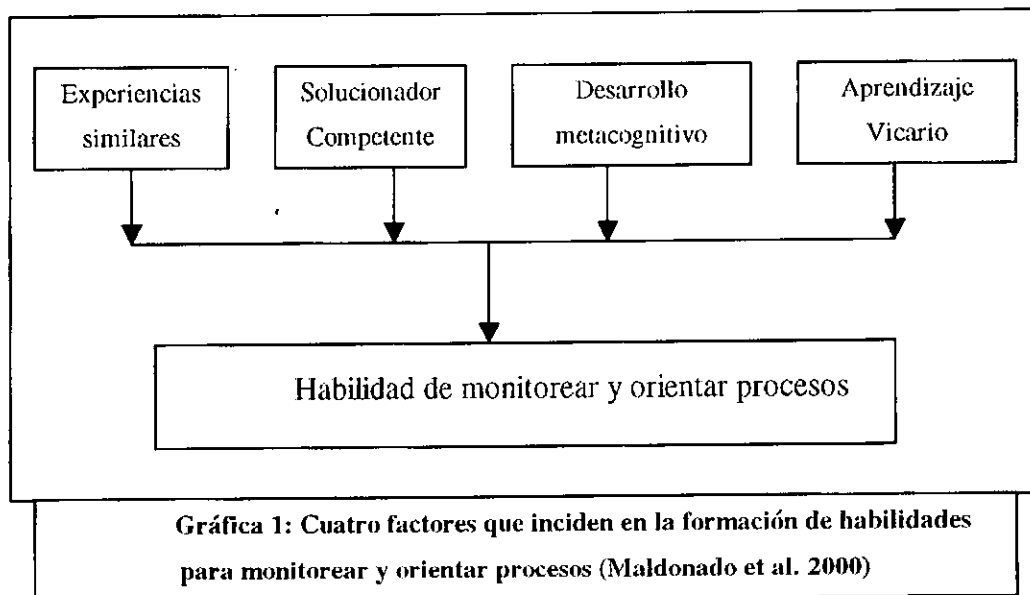 Experiencias
similares
Solucionador
Competente
Desarrollo
metacognitivo
Aprendizaje
Vicario
Habilidad de monitorear y orientar procesos
Gráfica 1: Cuatro factores que inciden en la formación de habilidades
para monitorear y orientar procesos (Maldonado et al. 2000)